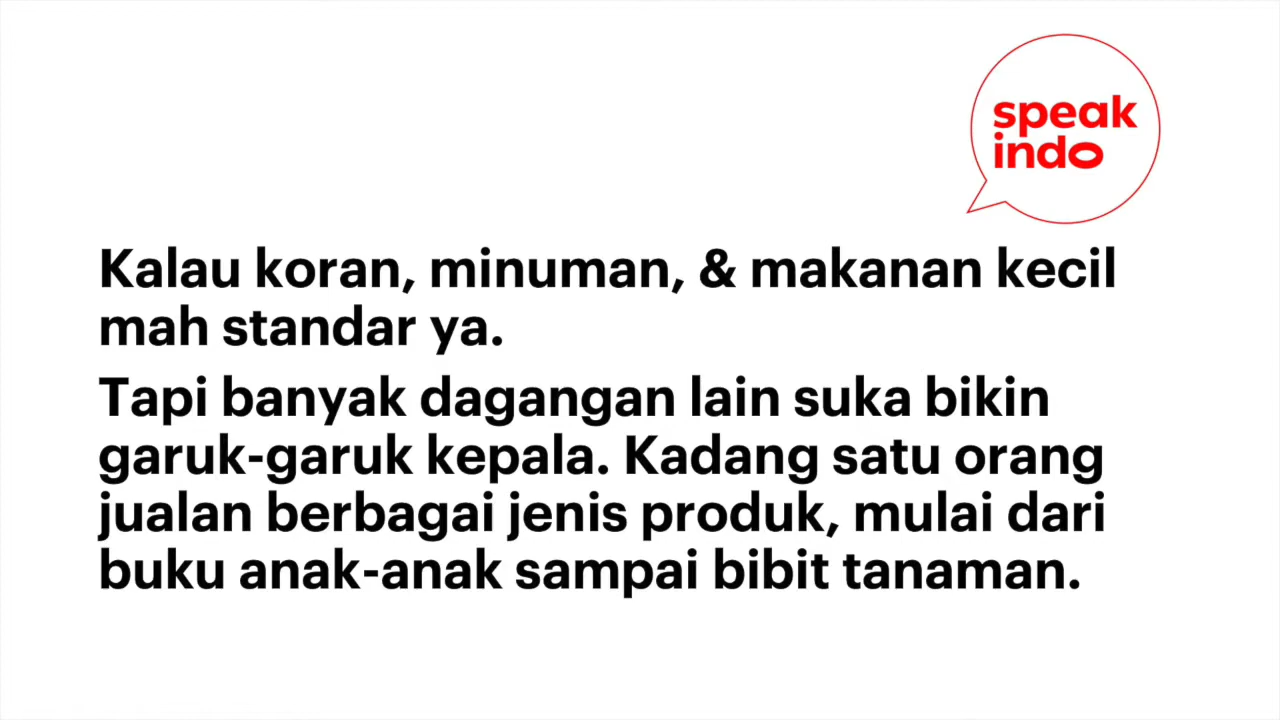 speak
indo
Kalau koran, minuman, & makanan kecil
mah standar ya.
Tapi banyak dagangan lain suka bikin
garuk-garuk kepala. Kadang satu orang
jualan berbagai jenis produk, mulai dari
buku anak-anak sampai bibit tanaman.